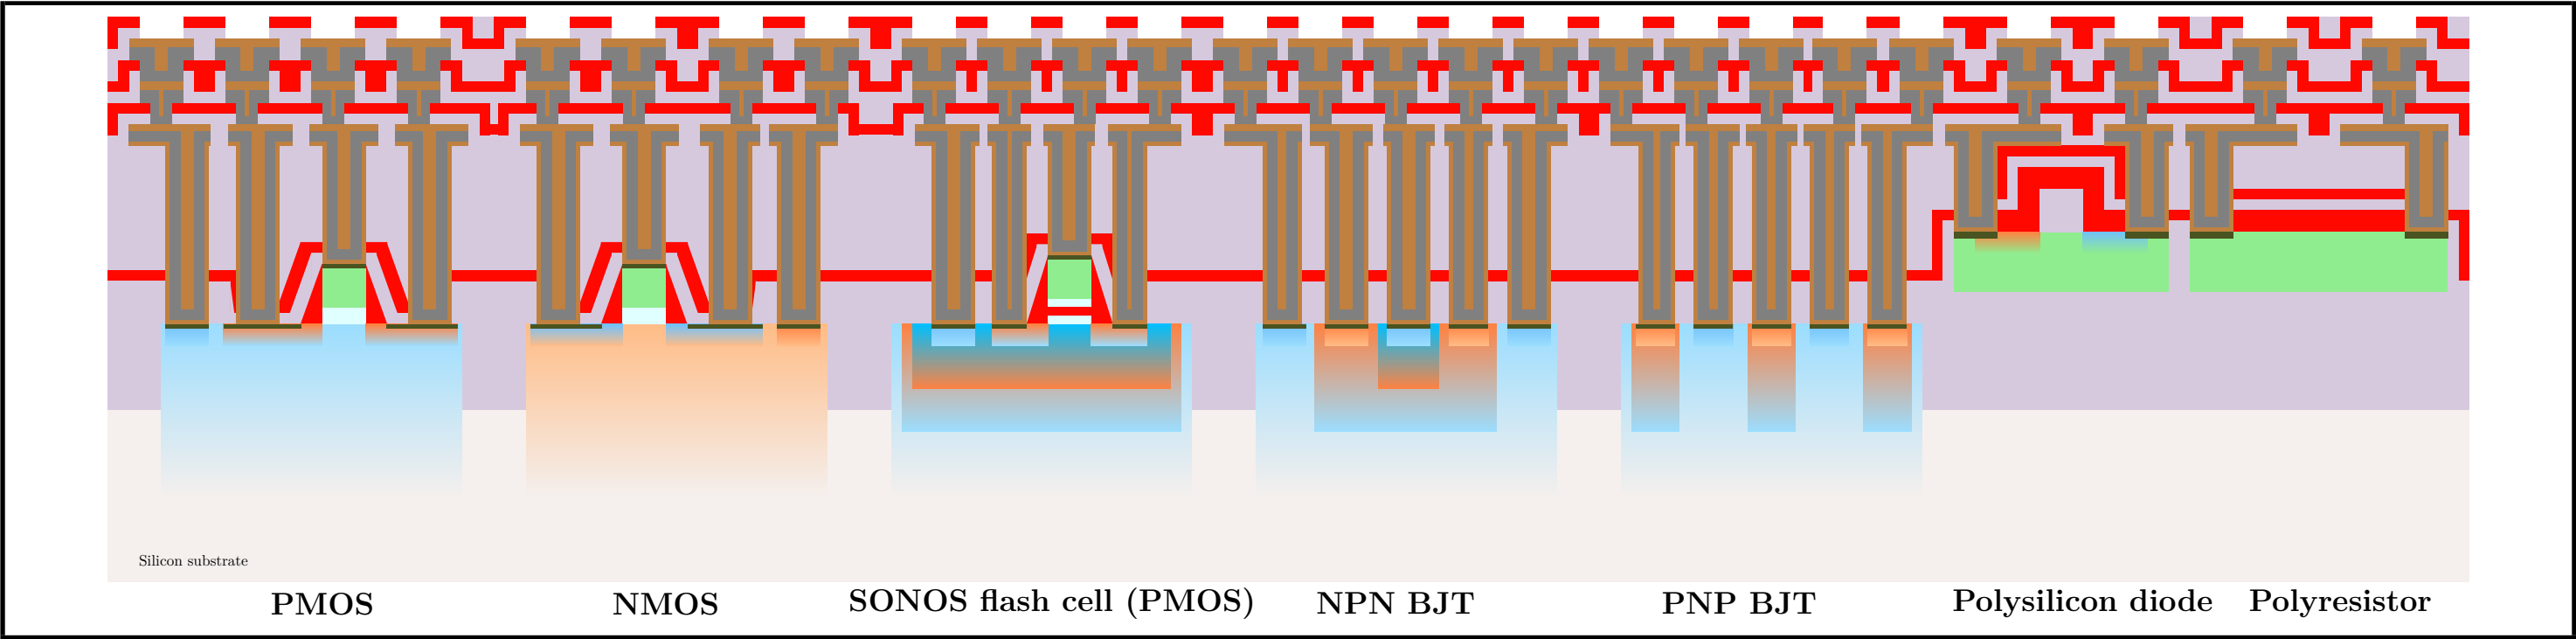 Silicon substrate
PMOS NMOS SONOS flash cell (PMOS) NPN BJT PNP BJT Polysilicon diode Polyresistor